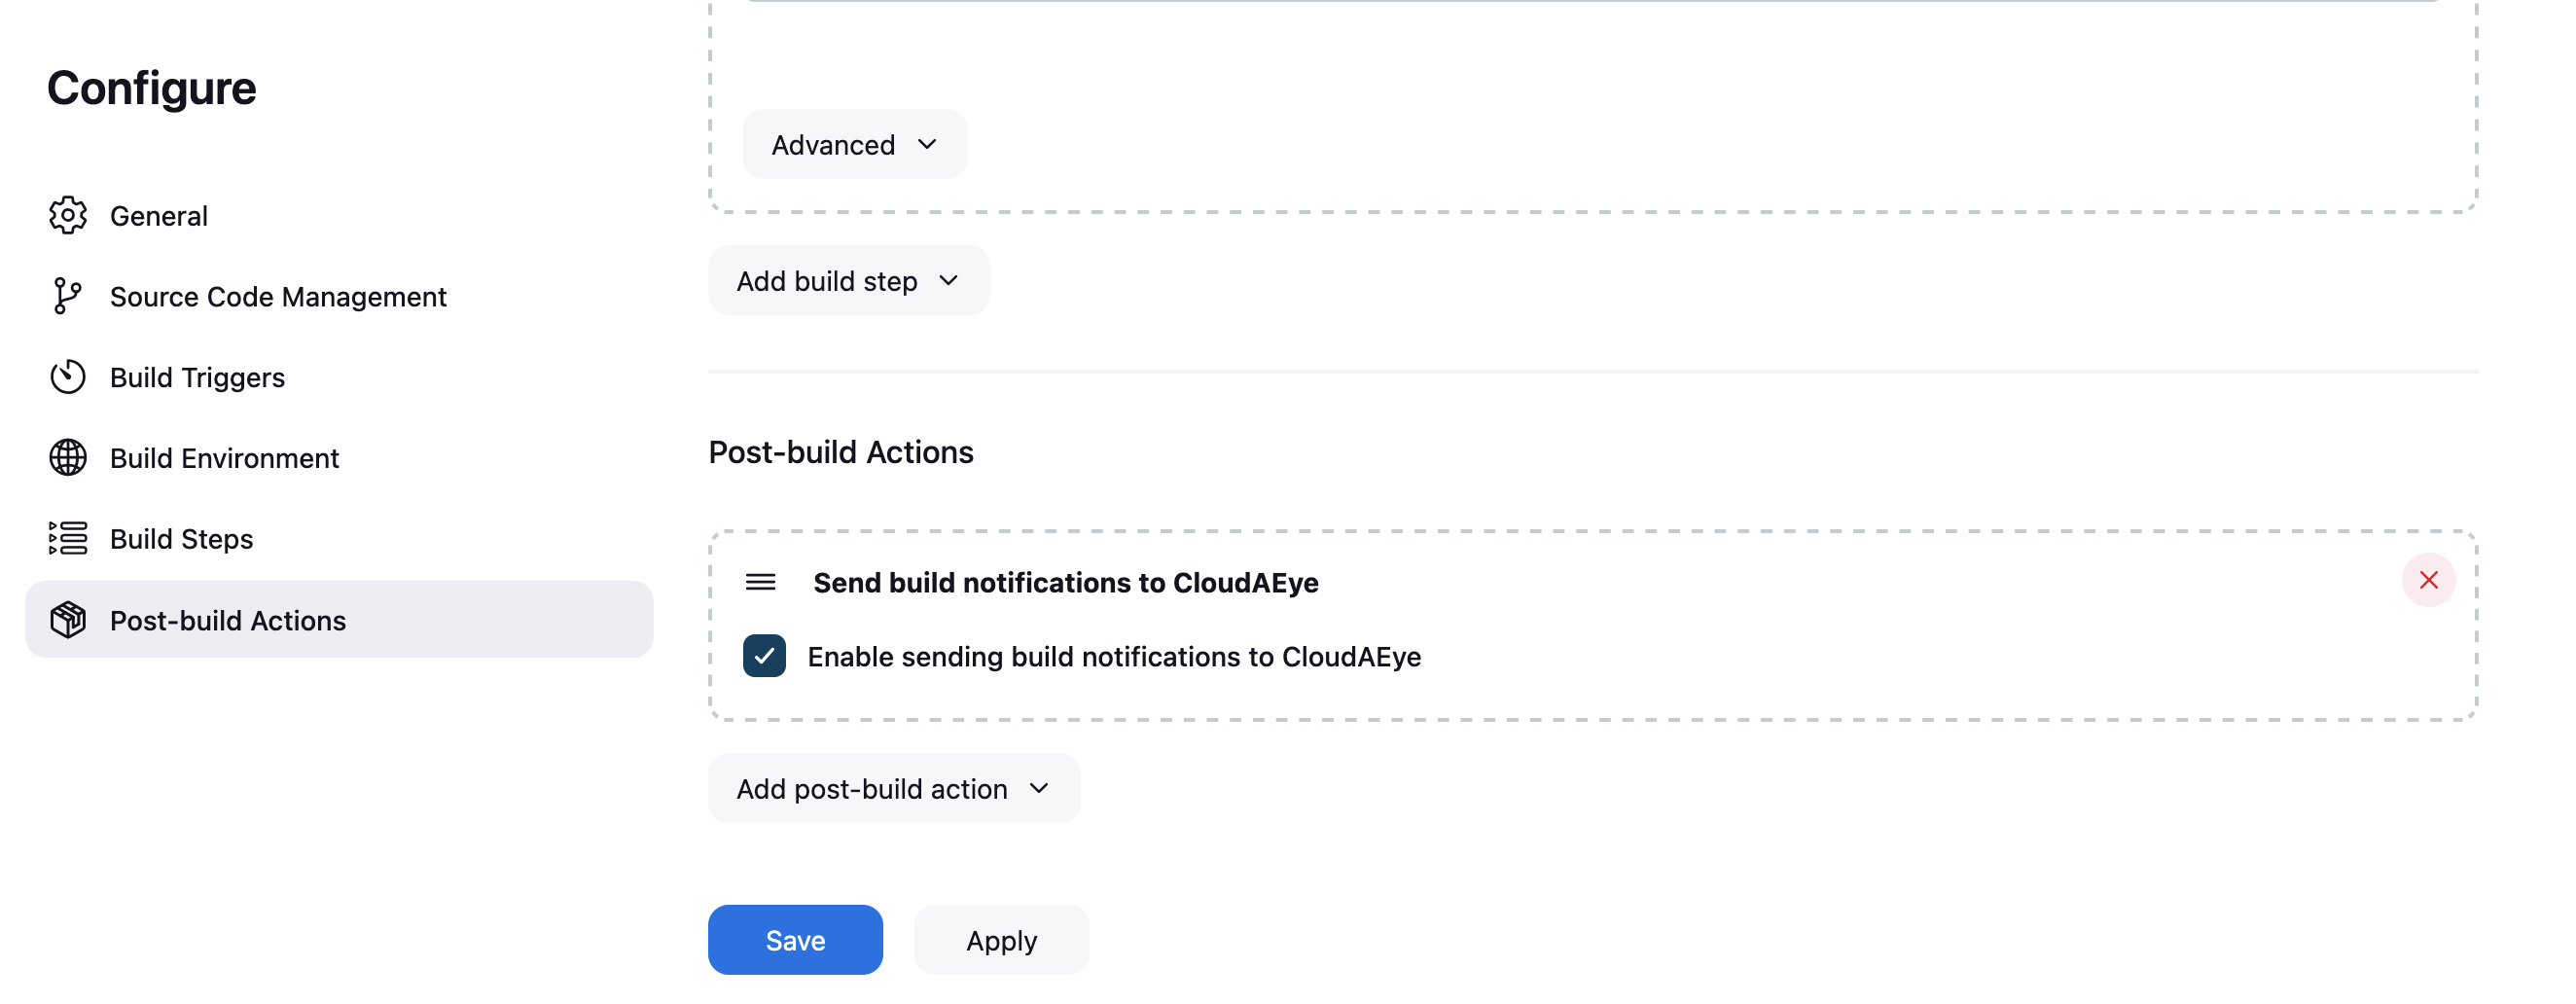 Configure
General
Source Code Management
Build Triggers
Build Environment
Build Steps
Post-build Actions
Advanced
Add build step
Post-build Actions
Send build notifications to CloudAEye
Enable sending build notifications to CloudAEye
Add post-build action
Save
Apply